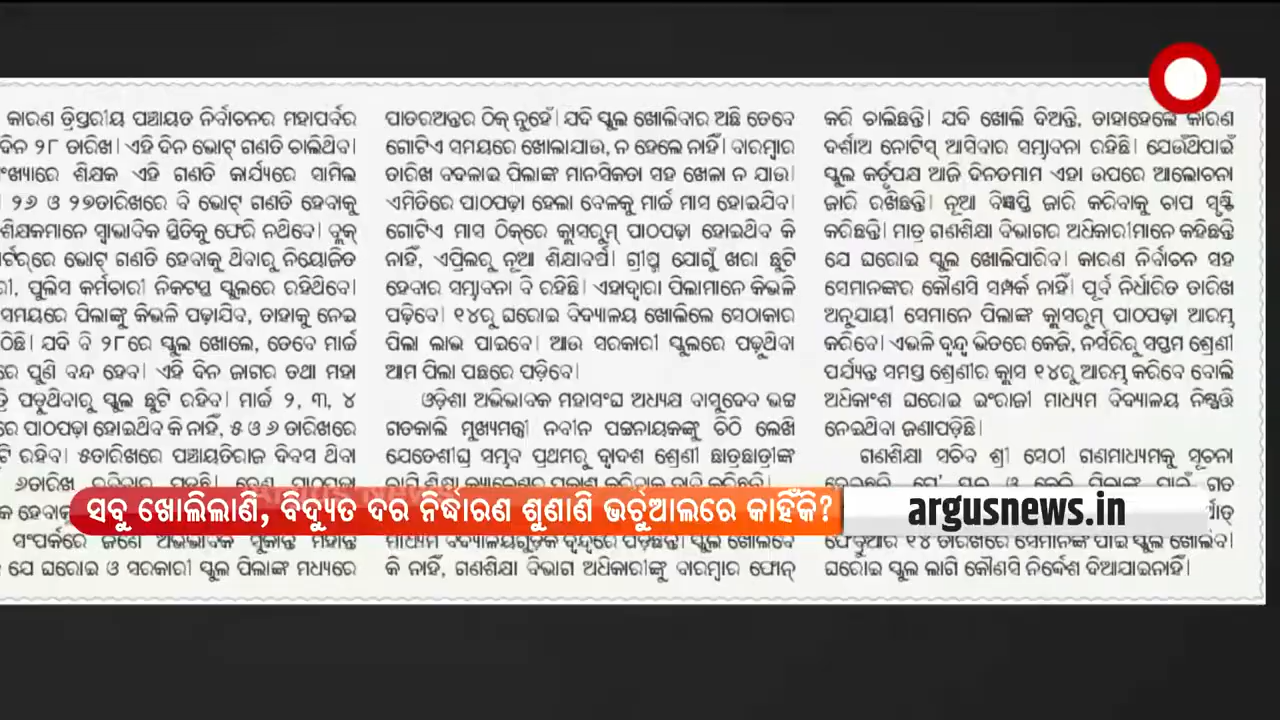 କାରଣ ତ୍ରିସ୍ତରୀୟ ପଞ୍ଚାୟତ ନିର୍ବାଚନର ମହାପର୍ବର
ଦିନ ୨୮ ତାରିଖ। ଏହି ଦିନ ଭୋଟ୍ ଗଣତି ଚାଲିଥିବ।
ଶିକ୍ଷକ ଏହି ଗଣତି କାର୍ଯ୍ୟରେ ସାମିଲ
୨୬ ଓ ୨୭ତାରିଖରେ ବି ଭୋଟ୍ ଗଣତି ହେବାକୁ
ଶିକ୍ଷକମାନେ ସ୍ୱାଭାବିକ ସ୍ଥିତିକୁ ଫେରି ନଥିବେ। ବ୍ଲକ୍
ଭୋଟ୍ ଗଣତି ହେବାକୁ ଥିବାରୁ ନିୟୋଜିତ
ପୁଲିସ କର୍ମଚାରୀ ନିକଟସ୍ଥ ସ୍କୁଲରେ ରହିଥିବେ।
ସମୟରେ ପିଲାଙ୍କୁ କିଭଳି ପଢ଼ାଯିବ, ତାହାକୁ ନେଇ
ଯଦି ବି ୨୮ରେ ସ୍କୁଲ ଖୋଲେ, ତେବେ ମାର୍ଚ୍ଚ
ପୁଣି ବନ୍ଦ ହେବ। ଏହି ଦିନ ଜାଗର ତଥା ମହା
ପଡ଼ୁଥିବାରୁ ସ୍କୁଲ ଛୁଟି ରହିବ। ମାର୍ଚ୍ଚ ୨, ୩, ୪
ପାଠପଢ଼ା ହୋଇଥିବ କି ନାହିଁ, ୫ ଓ ୬ ତାରିଖରେ
ରହିବ। ୫ତାରିଖରେ ପଞ୍ଚାୟତିରାଜ ଦିବସ ଥିବା
୬ତାରିଖ ରବିବାର ପଡ଼ୁଛି। ତେଣୁ ପାଠପଢ଼ା
ସଂପର୍କରେ ଜଣେ ଅଭିଭାବକ ସୁକାନ୍ତ ମହାନ୍ତି
ଯେ ଘରୋଇ ଓ ସରକାରୀ ସ୍କୁଲ ପିଲାଙ୍କ ମଧ୍ୟରେ
ପାତରଅନ୍ତର ଠିକ୍ ନୁହେଁ। ଯଦି ସ୍କୁଲ ଖୋଲିବାର ଅଛି ତେବେ
ଗୋଟିଏ ସମୟରେ ଖୋଲାଯାଉ, ନ ହେଲେ ନାହିଁ। ବାରମ୍ବାର
ତାରିଖ ବଦଳାଇ ପିଲାଙ୍କ ମାନସିକତା ସହ ଖେଳା ନ ଯାଉ।
ଏମିତିରେ ପାଠପଢ଼ା ହେଲା ବେଳକୁ ମାର୍ଚ୍ଚ ମାସ ହୋଇଯିବ।
ଗୋଟିଏ ମାସ ଠିକ୍‌ରେ କ୍ଲାସରୁମ୍ ପାଠପଢ଼ା ହୋଇଥିବ କି
ନାହିଁ, ଏପ୍ରିଲରୁ ନୂଆ ଶିକ୍ଷାବର୍ଷ। ଗ୍ରୀଷ୍ମ ଯୋଗୁଁ ଖରା ଛୁଟି
ହେବାର ସମ୍ଭାବନା ବି ରହିଛି। ଏହାଦ୍ୱାରା ପିଲାମାନେ କିଭଳି
ପଢ଼ିବେ। ୧୪ରୁ ଘରୋଇ ବିଦ୍ୟାଳୟ ଖୋଲିଲେ ସେଠାକାର
ପିଲା ଲାଭ ପାଇବେ। ଆଉ ସରକାରୀ ସ୍କୁଲରେ ପଢ଼ୁଥିବା
ଆମ ପିଲା ପଛରେ ପଡ଼ିବେ।
ଓଡ଼ିଶା ଅଭିଭାବକ ମହାସଂଘ ଅଧ୍ୟକ୍ଷ ବାସୁଦେବ ଭଟ୍ଟ
ଗତକାଲି ମୁଖ୍ୟମନ୍ତ୍ରୀ ନବୀନ ପଟ୍ଟନାୟକଙ୍କୁ ଚିଠି ଲେଖି
ଯେତେଶୀଘ୍ର ସମ୍ଭବ ପ୍ରଥମରୁ ଦ୍ୱାଦଶ ଶ୍ରେଣୀ ଛାତ୍ରଛାତ୍ରୀଙ୍କ
ମାଧ୍ୟମ ବିଦ୍ୟାଳୟଗୁଡ଼ିକ ଦ୍ୱନ୍ଦ୍ୱରେ ପଡ଼ିଛନ୍ତି। ସ୍କୁଲ ଖୋଲିବେ
କି ନାହିଁ, ଗଣଶିକ୍ଷା ବିଭାଗ ଅଧିକାରୀଙ୍କୁ ବାରମ୍ବାର ଫୋନ୍
କରି ଚାଲିଛନ୍ତି। ଯଦି ଖୋଲି ଦିଅନ୍ତି, ତାହାହେଲେ କାରଣ
ଦର୍ଶାଅ ନୋଟିସ୍ ଆସିବାର ସମ୍ଭାବନା ରହିଛି। ଯେଉଁଥିପାଇଁ
ସ୍କୁଲ କର୍ତ୍ତୃପକ୍ଷ ଆଜି ଦିନତମାମ ଏହା ଉପରେ ଆଲୋଚନା
ଜାରି ରଖିଛନ୍ତି। ନୂଆ ବିଜ୍ଞପ୍ତି ଜାରି କରିବାକୁ ଚାପ ସୃଷ୍ଟି
କରିଛନ୍ତି। ମାତ୍ର ଗଣଶିକ୍ଷା ବିଭାଗର ଅଧିକାରୀମାନେ କହିଛନ୍ତି
ଯେ ଘରୋଇ ସ୍କୁଲ ଖୋଲିପାରିବ। କାରଣ ନିର୍ବାଚନ ସହ
ସେମାନଙ୍କର କୌଣସି ସମ୍ପର୍କ ନାହିଁ। ପୂର୍ବ ନିର୍ଧାରିତ ତାରିଖ
ଅନୁଯାୟୀ ସେମାନେ ପିଲାଙ୍କ କ୍ଲାସରୁମ୍ ପାଠପଢ଼ା ଆରମ୍ଭ
କରିବେ। ଏଭଳି ଦ୍ୱନ୍ଦ୍ୱ ଭିତରେ କେଜି, ନର୍ସରିରୁ ସପ୍ତମ ଶ୍ରେଣୀ
ପର୍ଯ୍ୟନ୍ତ ସମସ୍ତ ଶ୍ରେଣୀର କ୍ଲାସ ୧୪ରୁ ଆରମ୍ଭ କରିବେ ବୋଲି
ଅଧିକାଂଶ ଘରୋଇ ଇଂରାଜୀ ମାଧ୍ୟମ ବିଦ୍ୟାଳୟ ନିଷ୍ପତ୍ତି
ନେଇଥିବା ଜଣାପଡ଼ିଛି।
ଗଣଶିକ୍ଷା ସଚିବ ଶ୍ରୀ ସେଠୀ ଗଣମାଧ୍ୟମକୁ ସୂଚନା
ଫେବୃଆରି ୧୪ ତାରିଖରେ ସେମାନଙ୍କ ପାଇଁ ସ୍କୁଲ ଖୋଲିବ।
ଘରୋଇ ସ୍କୁଲ ଲାଗି କୌଣସି ନିର୍ଦ୍ଦେଶ ଦିଆଯାଇନାହିଁ।
ସବୁ ଖୋଲିଲାଣି, ବିଦ୍ୟୁତ ଦର ନିର୍ଦ୍ଧାରଣ ଶୁଣାଣି ଭର୍ଚୁଆଲରେ କାହିଁକି?
argusnews.in